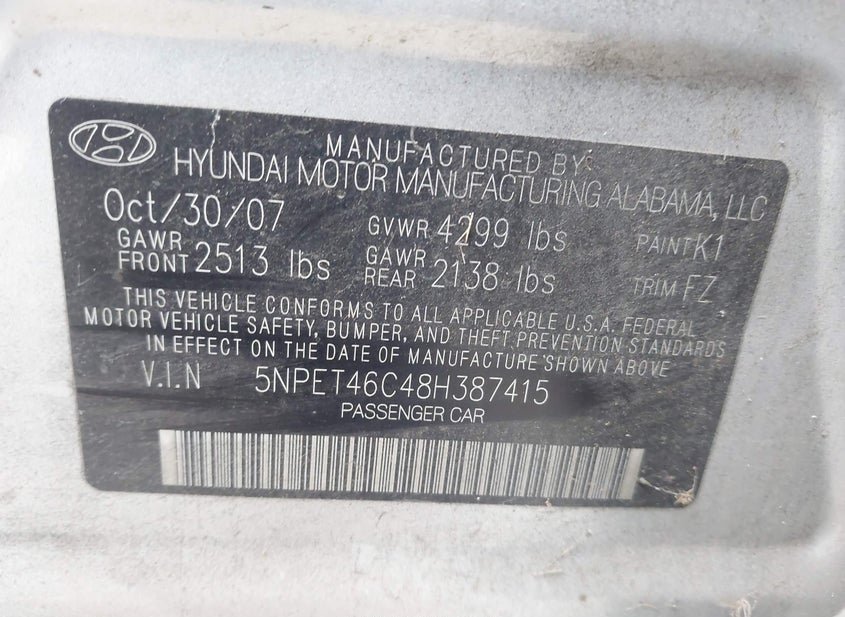 MANUFACTURED BY
HYUNDAI MOTOR MANUFACTURING ALABAMA, LLC
Oct/30/07 GVWR 4299 lbs PAINT K1
GAWR FRONT 2513 lbs GAWR REAR 2138 lbs TRIM FZ
THIS VEHICLE CONFORMS TO ALL APPLICABLE U.S.A. FEDERAL
MOTOR VEHICLE SAFETY, BUMPER, AND THEFT PREVENTION STANDARDS
IN EFFECT ON THE DATE OF MANUFACTURE SHOWN ABOVE
V.I.N 5NPET46C48H387415
PASSENGER CAR